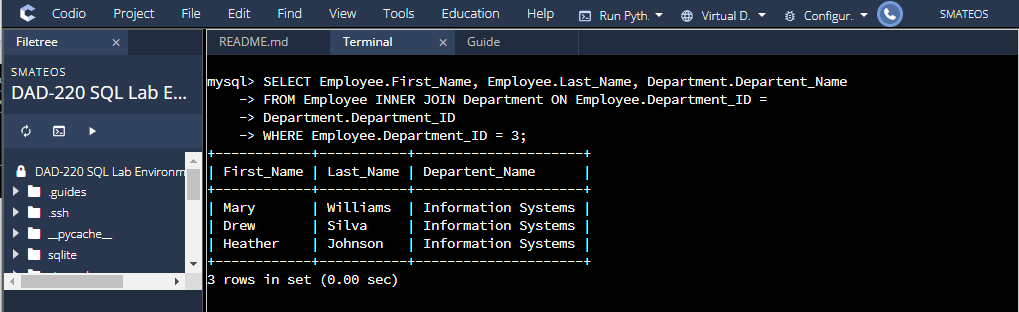 Codio Project File Edit Find View Tools Education Help Run Pyth. Virtual D. Configur.. SMATEOS
Filetree ×
README.md Terminal × Guide
SMATEOS
DAD-220 SQL Lab E...
DAD-220 SQL Lab Environm
.guides
.ssh
__pycache__
sqlite
mysql> SELECT Employee.First_Name, Employee.Last_Name, Department.Departent_Name
    -> FROM Employee INNER JOIN Department ON Employee.Department_ID =
    -> Department.Department_ID
    -> WHERE Employee.Department_ID = 3;
+------------+-----------+---------------------+
| First_Name | Last_Name | Departent_Name      |
+------------+-----------+---------------------+
| Mary       | Williams  | Information Systems |
| Drew       | Silva     | Information Systems |
| Heather    | Johnson   | Information Systems |
+------------+-----------+---------------------+
3 rows in set (0.00 sec)